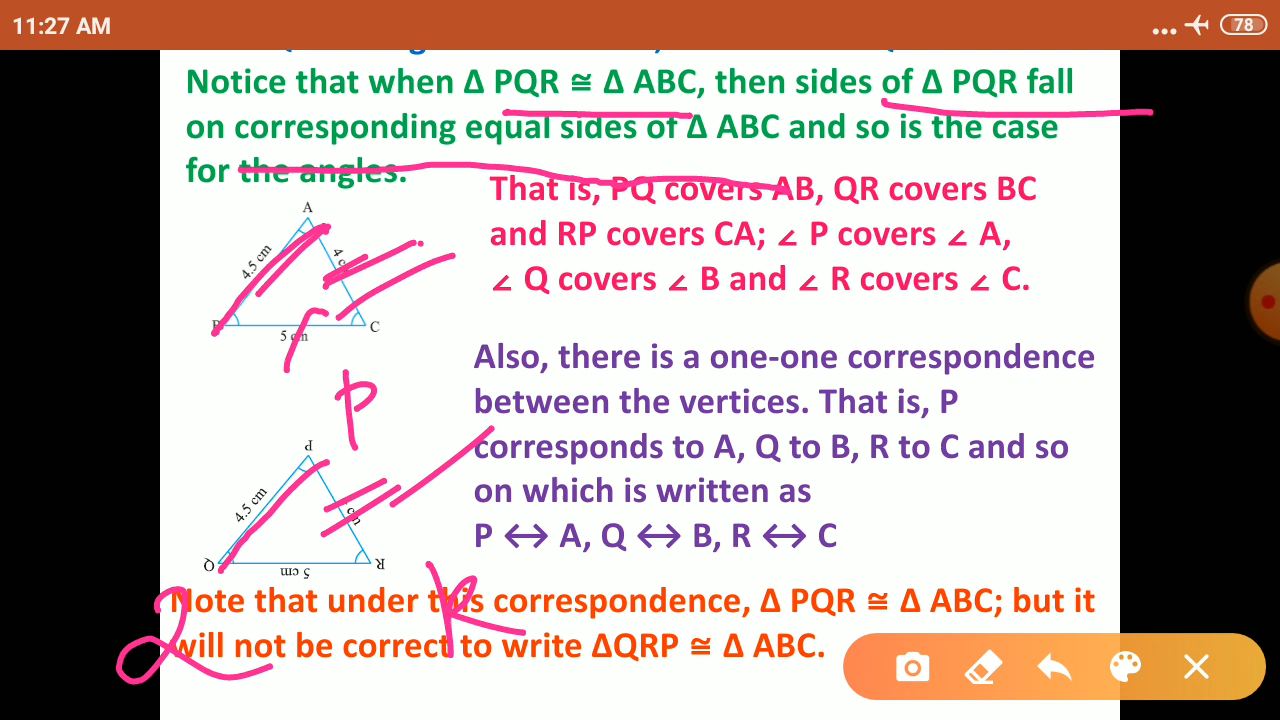 11:27 AM
78
Notice that when Δ PQR ≅ Δ ABC, then sides of Δ PQR fall
on corresponding equal sides of Δ ABC and so is the case
for the angles.
That is, PQ covers AB, QR covers BC
and RP covers CA; ∠ P covers ∠ A,
∠ Q covers ∠ B and ∠ R covers ∠ C.
A
4.5 cm
4 c
B
C
5 cm
Also, there is a one-one correspondence
between the vertices. That is, P
corresponds to A, Q to B, R to C and so
on which is written as
P ↔ A, Q ↔ B, R ↔ C
P
P
4.5 cm
cm
Q
R
5 cm
Note that under this correspondence, Δ PQR ≅ Δ ABC; but it
will not be correct to write ΔQRP ≅ Δ ABC.